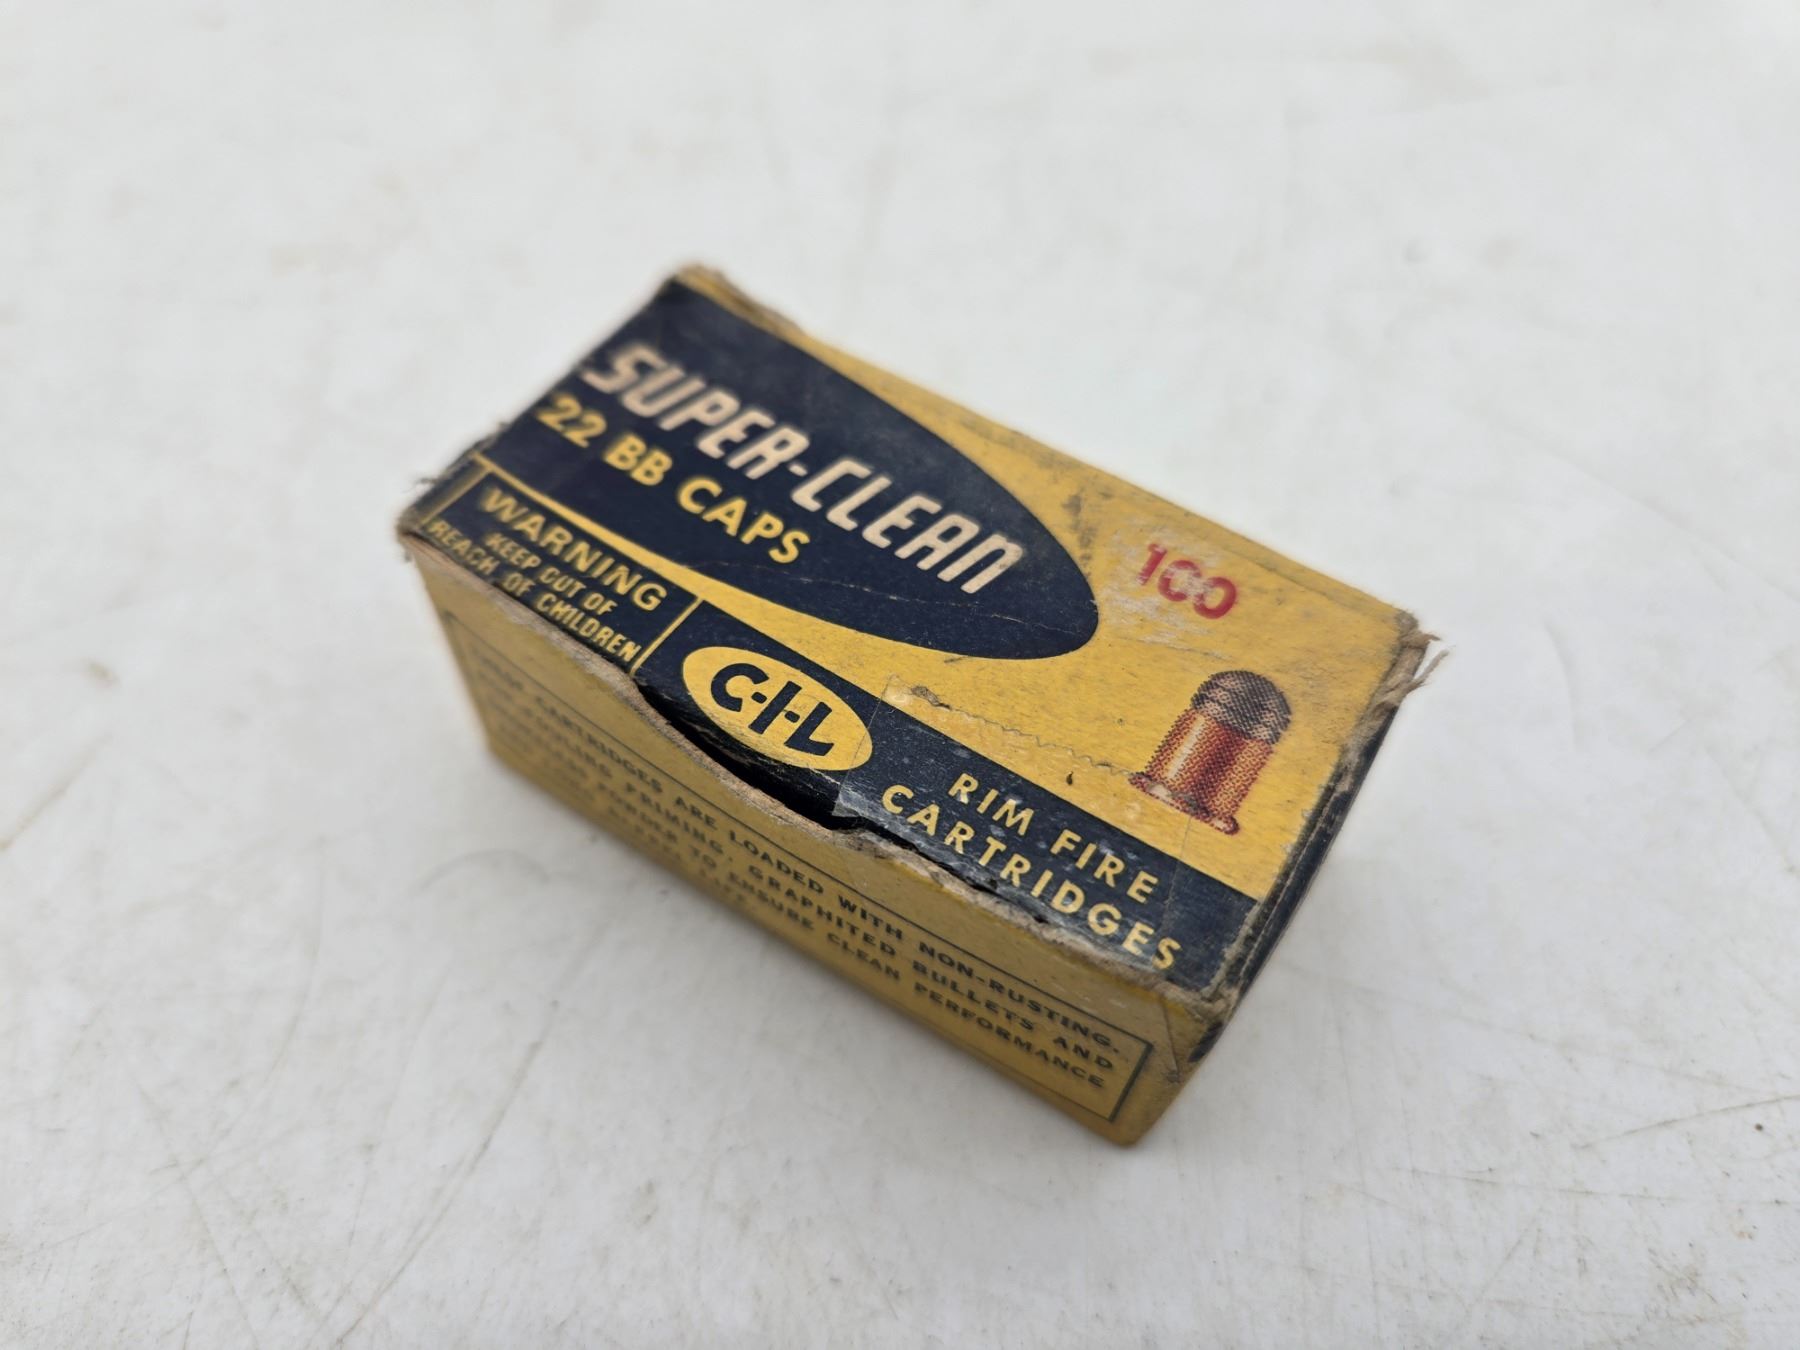 SUPER-CLEAN
22 BB CAPS
100
WARNING
KEEP OUT OF
REACH OF CHILDREN
C-I-L
RIM FIRE
CARTRIDGES
CARTRIDGES ARE LOADED WITH NON-RUSTING,
PRIMING. GRAPHITED BULLETS AND
TO ENSURE CLEAN PERFORMANCE